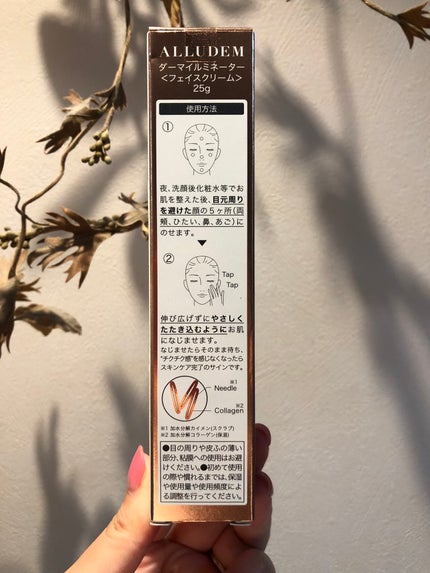 ALLUDEM
ダーマイルミネーター
<フェイスクリーム>
25g
使用方法
①
夜、洗顔後化粧水等でお
肌を整えた後、目元周り
を避けた顔の5ヶ所(両
頬、ひたい、鼻、あご)に
のせます。
②
Tap
Tap
伸び広げずにやさしく
たたき込むようにお肌
になじませます。
なじませたらそのまま待ち、
"チクチク感"を感じなくなったら
スキンケア完了のサインです。
※1
Needle
※2
Collagen
※1 加水分解カイメン(スクラブ)
※2 加水分解コラーゲン(保湿)
●目の周りや皮ふの薄い
部分、粘膜への使用はお避
けください。●初めて使用
の際や慣れるまでは、保湿
や使用量や使用頻度によ
る調整を行ってください。